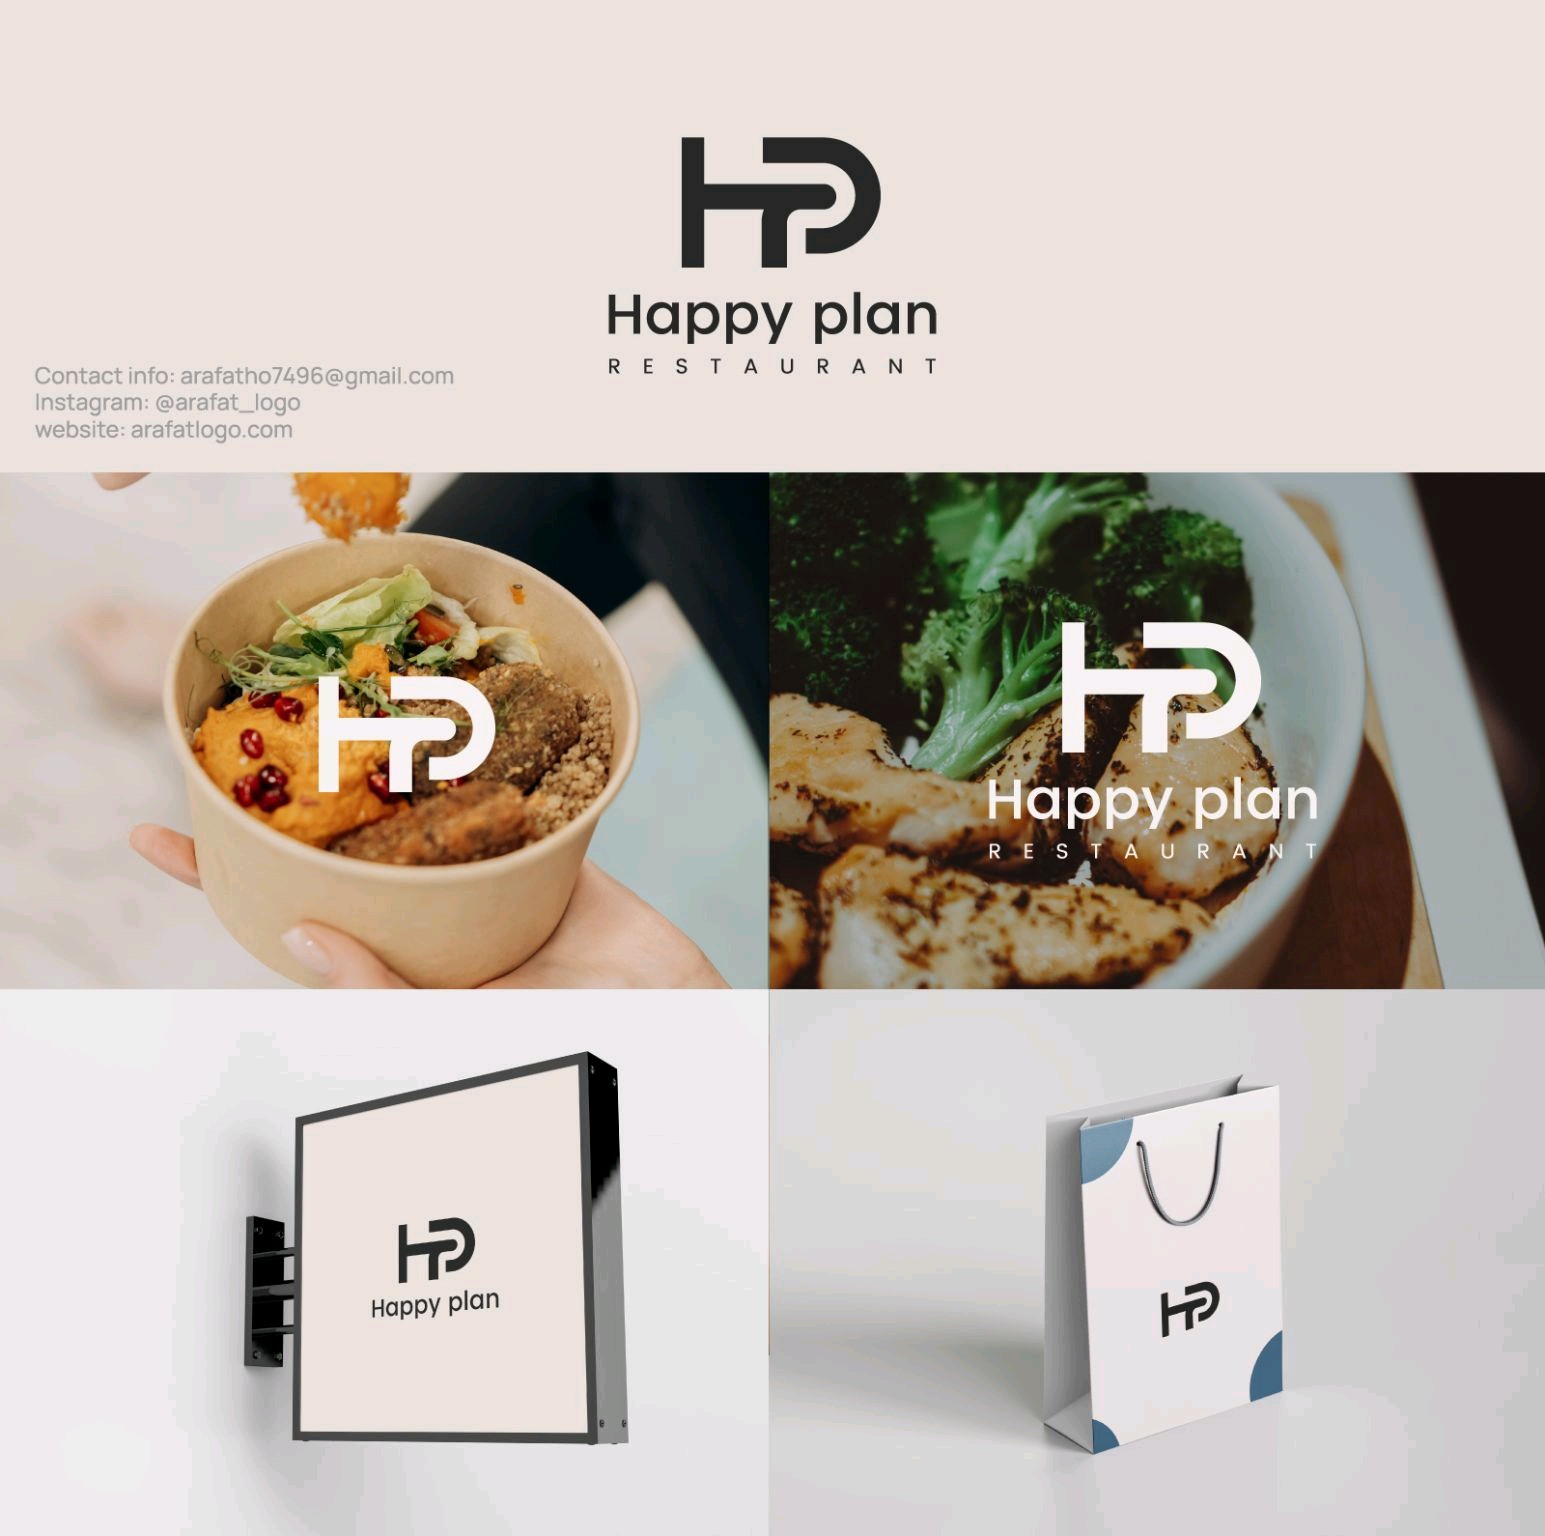 HP
Happy plan
RESTAURANT
Contact info: arafatho7496@gmail.com
Instagram: @arafat_logo
website: arafatlogo.com
HP
HP
Happy plan
RESTAURANT
HP
Happy plan
HP